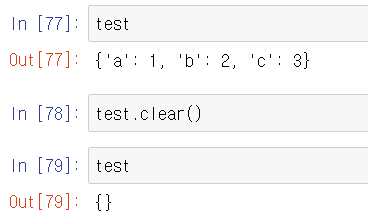 In [77]: test
Out[77]: {'a': 1, 'b': 2, 'c': 3}
In [78]: test.clear()
In [79]: test
Out[79]: {}